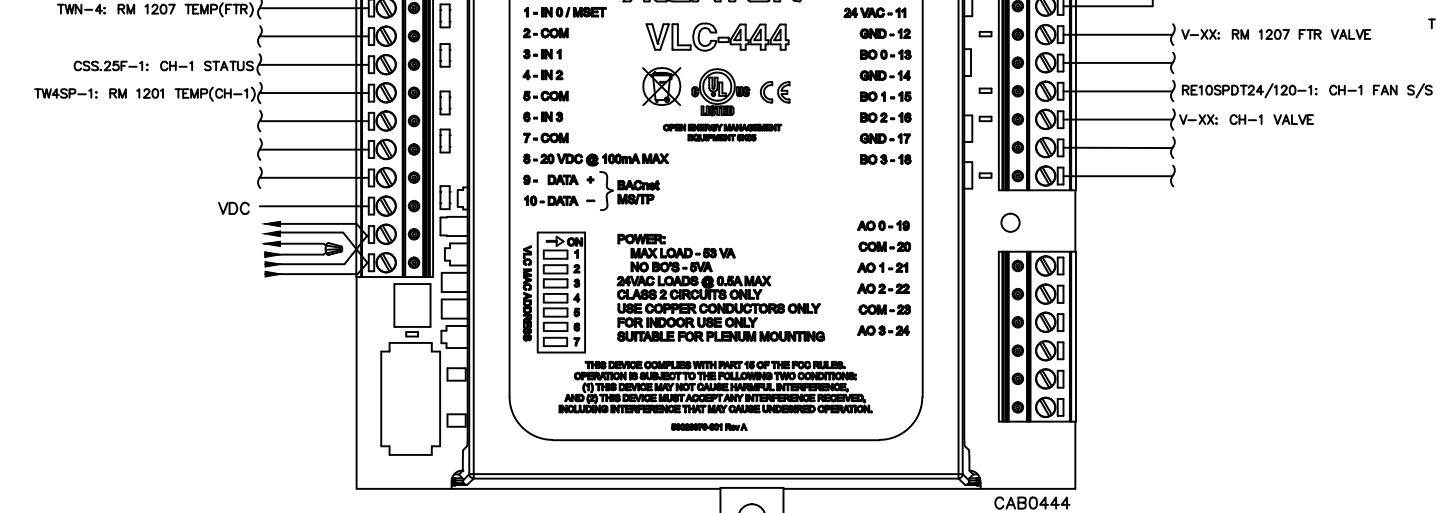 TWN-4: RM 1207 TEMP(FTR)
CSS.25F-1: CH-1 STATUS
TW4SP-1: RM 1201 TEMP(CH-1)
VDC
1 - IN 0 / MSET
2 - COM
3 - IN 1
4 - IN 2
5 - COM
6 - IN 3
7 - COM
8 - 20 VDC @ 100mA MAX
9 - DATA +
10 - DATA –
BACnet
MS/TP
VLC-444
C UL US CE
LISTED
OPEN ENERGY MANAGEMENT
EQUIPMENT
24 VAC - 11
GND - 12
BO 0 - 13
GND - 14
BO 1 - 15
BO 2 - 16
GND - 17
BO 3 - 18
AO 0 - 19
COM - 20
AO 1 - 21
AO 2 - 22
COM - 23
AO 3 - 24
VLC MAC ADDRESS
ON
1
2
3
4
5
6
7
POWER:
MAX LOAD - 53 VA
NO BO'S - 5VA
24VAC LOADS @ 0.5A MAX
CLASS 2 CIRCUITS ONLY
USE COPPER CONDUCTORS ONLY
FOR INDOOR USE ONLY
SUITABLE FOR PLENUM MOUNTING
THIS DEVICE COMPLIES WITH PART 15 OF THE FCC RULES.
OPERATION IS SUBJECT TO THE FOLLOWING TWO CONDITIONS:
(1) THIS DEVICE MAY NOT CAUSE HARMFUL INTERFERENCE,
AND (2) THIS DEVICE MUST ACCEPT ANY INTERFERENCE RECEIVED,
INCLUDING INTERFERENCE THAT MAY CAUSE UNDESIRED OPERATION.
Rev A
V-XX: RM 1207 FTR VALVE
RE10SPDT24/120-1: CH-1 FAN S/S
V-XX: CH-1 VALVE
T
CAB0444